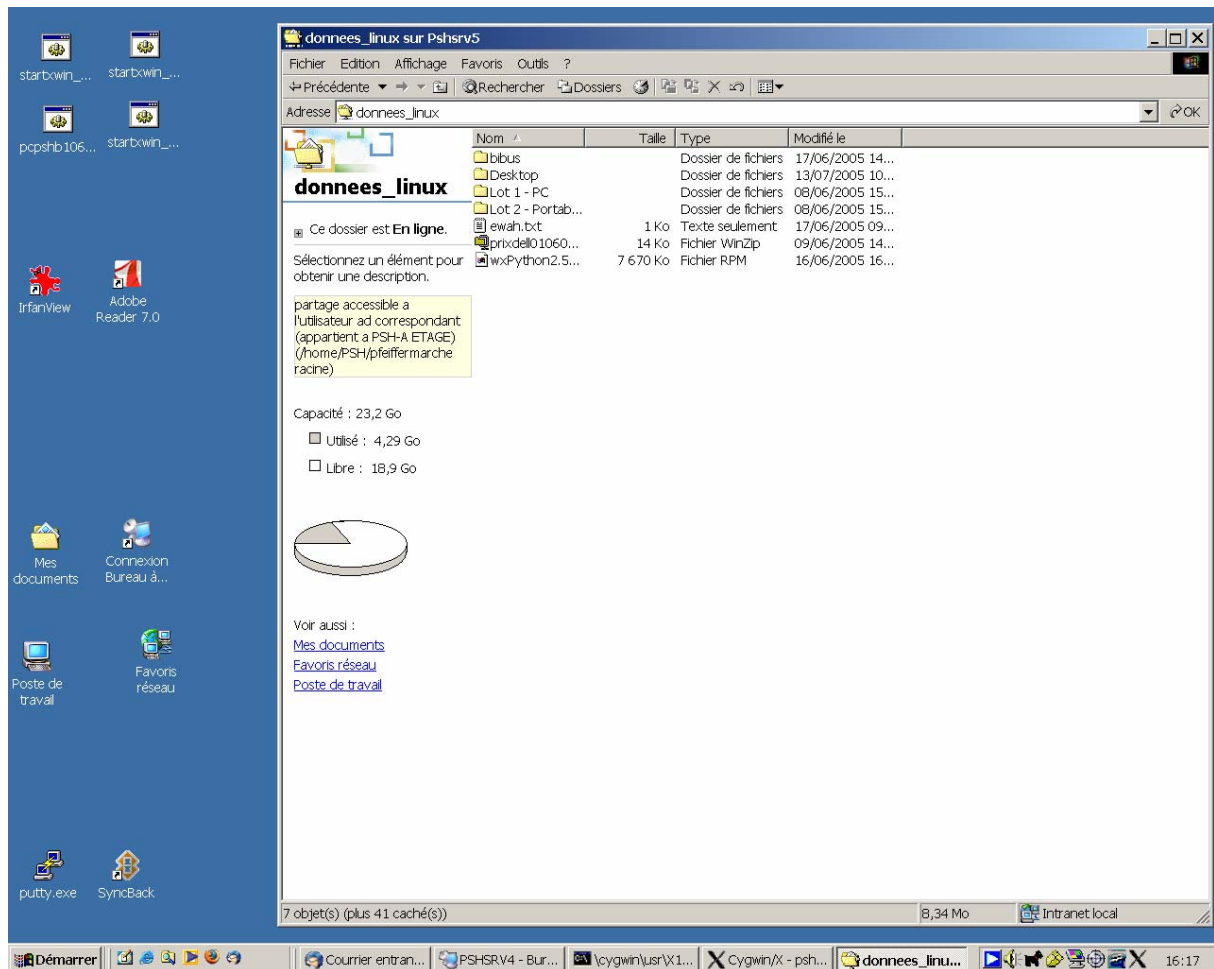 startxwin_...
startxwin_...
pcpshb106...
startxwin_...
IrfanView
Adobe
Reader 7.0
Mes
documents
Connexion
Bureau à...
Poste de
travail
Favoris
réseau
putty.exe
SyncBack
donnees_linux sur Pshsrv5
Fichier Edition Affichage Favoris Outils ?
Précédente Rechercher Dossiers
Adresse donnees_linux OK
donnees_linux
Ce dossier est En ligne.
Sélectionnez un élément pour
obtenir une description.
partage accessible a
l'utilisateur ad correspondant
(appartient a PSH-A ETAGE)
(/home/PSH/pfeiffermarche
racine)
Capacité : 23,2 Go
Utilisé : 4,29 Go
Libre : 18,9 Go
Voir aussi :
Mes documents
Favoris réseau
Poste de travail
Nom Taille Type Modifié le
bibus Dossier de fichiers 17/06/2005 14...
Desktop Dossier de fichiers 13/07/2005 10...
Lot 1 - PC Dossier de fichiers 08/06/2005 15...
Lot 2 - Portab... Dossier de fichiers 08/06/2005 15...
ewah.txt 1 Ko Texte seulement 17/06/2005 09...
prixdell01060... 14 Ko Fichier WinZip 09/06/2005 14...
wxPython2.5... 7 670 Ko Fichier RPM 16/06/2005 16...
7 objet(s) (plus 41 caché(s)) 8,34 Mo Intranet local
Démarrer Courrier entran... PSHSRV4 - Bur... \cygwin\usr\X1... Cygwin/X - psh... donnees_linu... 16:17